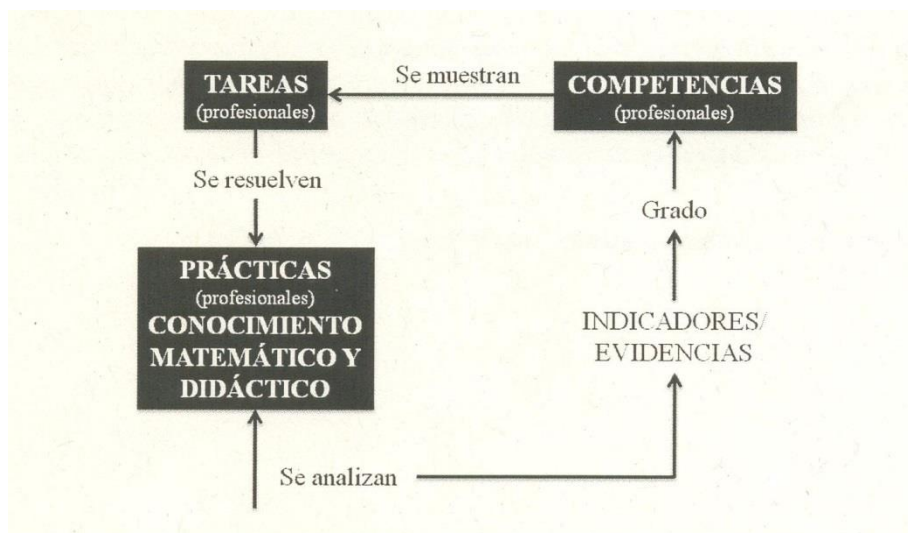 TAREAS
(profesionales)
Se muestran
COMPETENCIAS
(profesionales)
Se resuelven
Grado
PRÁCTICAS
(profesionales)
CONOCIMIENTO
MATEMÁTICO Y
DIDÁCTICO
INDICADORES/
EVIDENCIAS
Se analizan